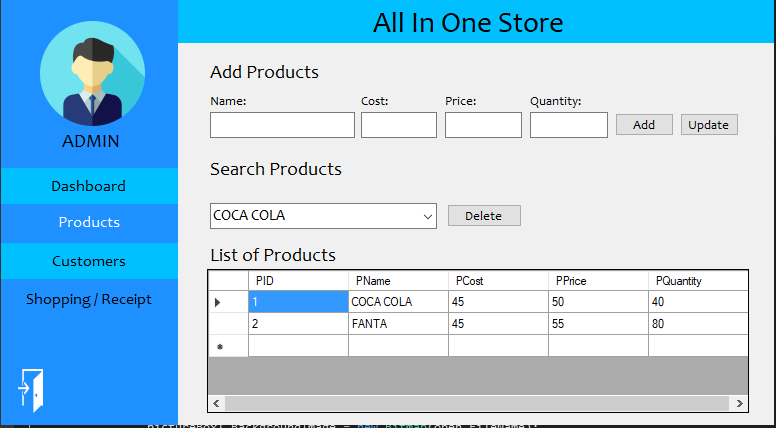 All In One Store
ADMIN
Dashboard
Products
Customers
Shopping / Receipt
Add Products
Name: Cost: Price: Quantity:
Add Update
Search Products
COCA COLA Delete
List of Products
PID PName PCost PPrice PQuantity
1 COCA COLA 45 50 40
2 FANTA 45 55 80